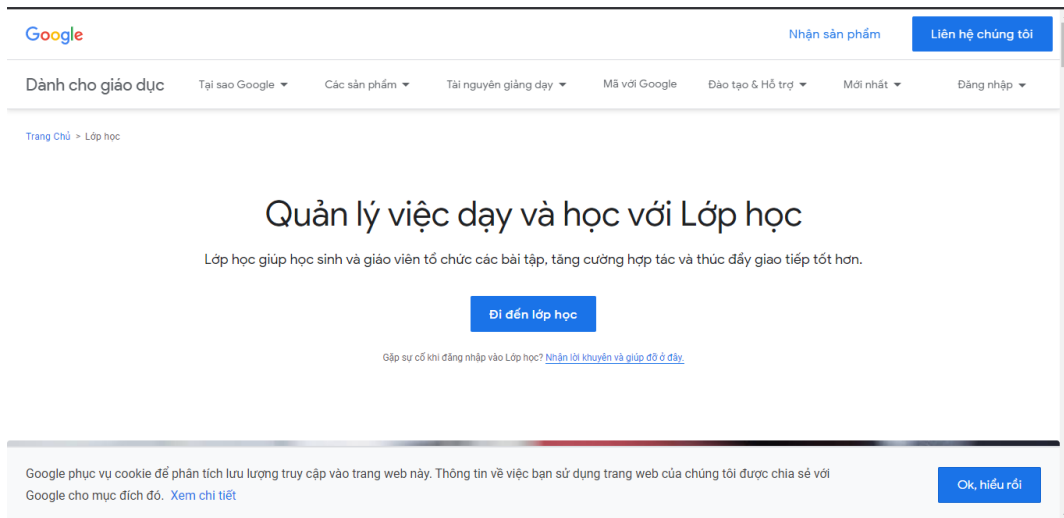 Google
Nhận sản phẩm
Liên hệ chúng tôi
Dành cho giáo dục
Tại sao Google
Các sản phẩm
Tài nguyên giảng dạy
Mã với Google
Đào tạo & Hỗ trợ
Mới nhất
Đăng nhập
Trang Chủ > Lớp học
Quản lý việc dạy và học với Lớp học
Lớp học giúp học sinh và giáo viên tổ chức các bài tập, tăng cường hợp tác và thúc đẩy giao tiếp tốt hơn.
Đi đến lớp học
Gặp sự cố khi đăng nhập vào Lớp học? Nhận lời khuyên và giúp đỡ ở đây.
Google phục vụ cookie để phân tích lưu lượng truy cập vào trang web này. Thông tin về việc bạn sử dụng trang web của chúng tôi được chia sẻ với
Google cho mục đích đó. Xem chi tiết
Ok, hiểu rồi